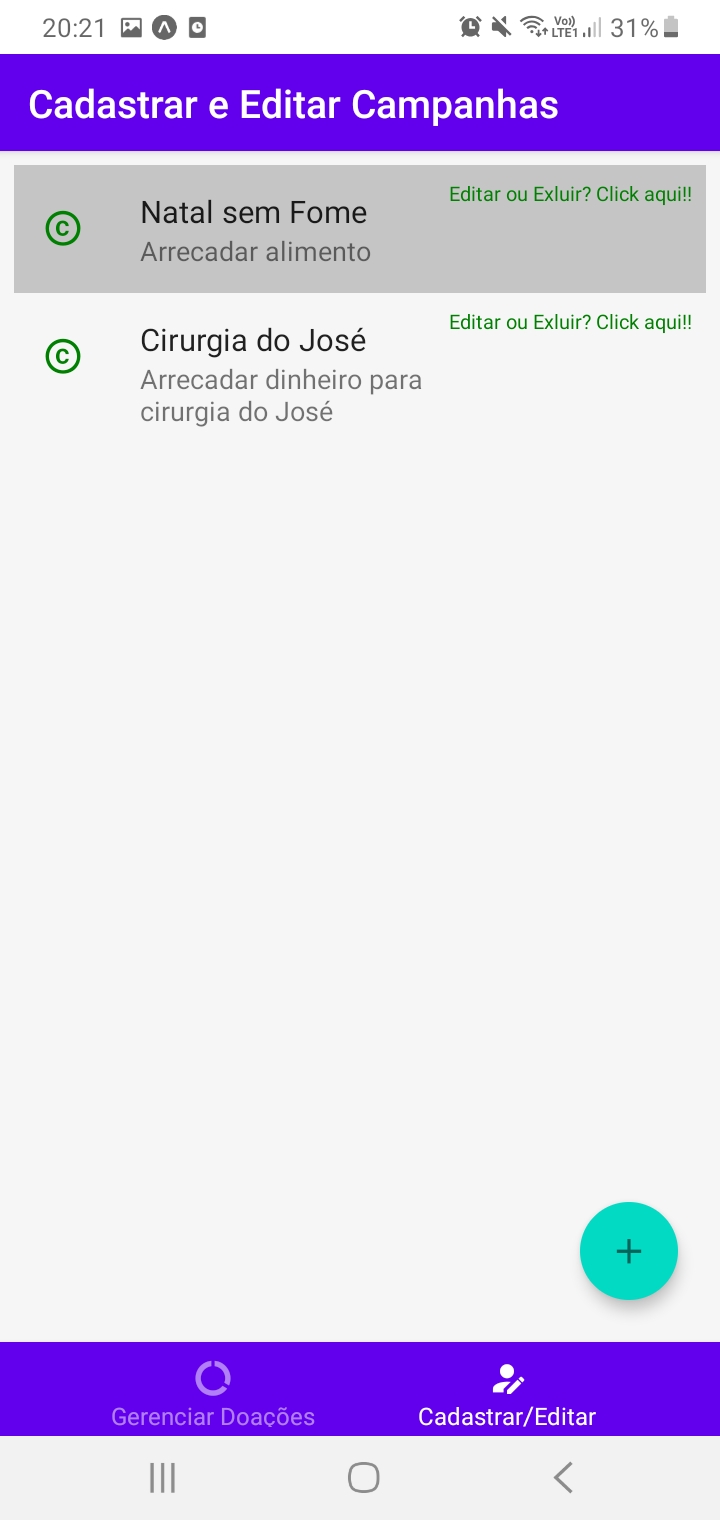 20:21
Vo))
LTE1
31%
Cadastrar e Editar Campanhas
Editar ou Exluir? Click aqui!!
C
Natal sem Fome
Arrecadar alimento
Editar ou Exluir? Click aqui!!
C
Cirurgia do José
Arrecadar dinheiro para
cirurgia do José
+
Gerenciar Doações
Cadastrar/Editar